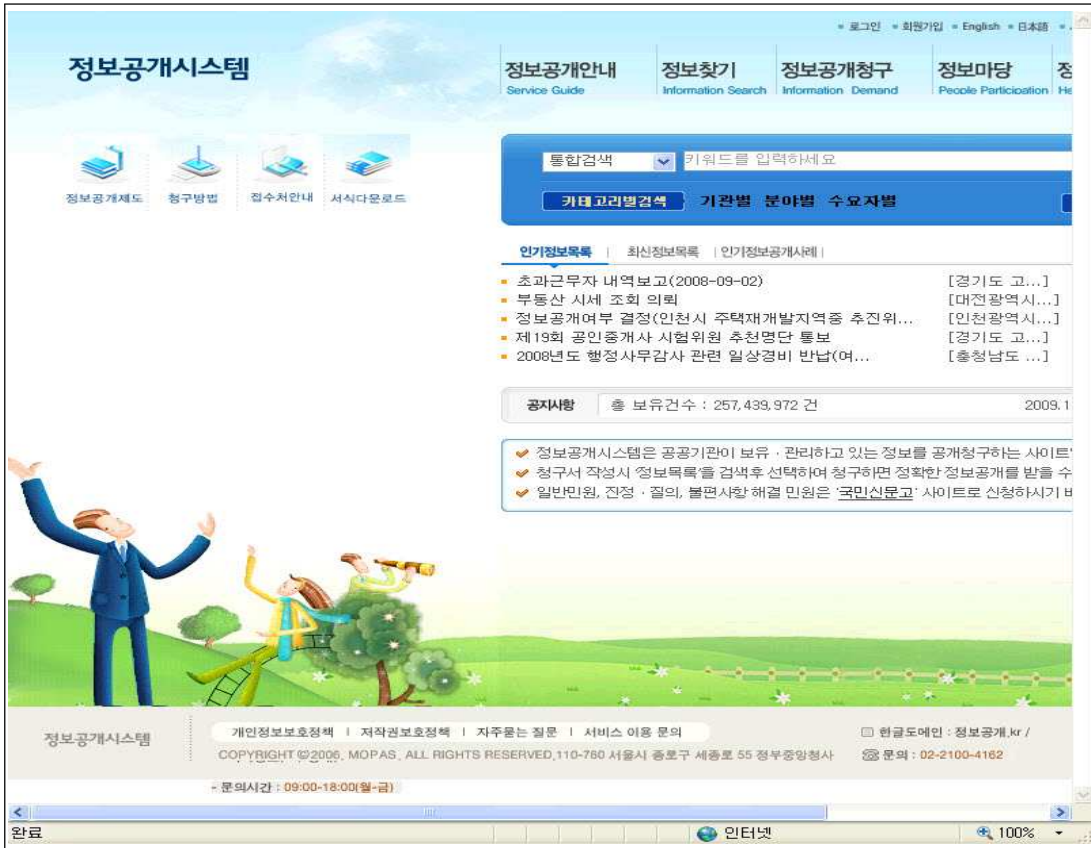 로그인 회원가입 English 日本語
정보공개시스템
정보공개안내 정보찾기 정보공개청구 정보마당
Service Guide Information Search Information Demand People Participation He
정보공개제도 청구방법 접수처안내 서식다운로드
통합검색 키워드를 입력하세요
카테고리별검색 기관별 분야별 수요자별
인기정보목록 | 최신정보목록 | 인기정보공개사례 |
초과근무자 내역보고(2008-09-02) [경기도 고...]
부동산 시세 조회 의뢰 [대전광역시...]
정보공개여부 결정(인천시 주택재개발지역중 추진위... [인천광역시...]
제19회 공인중개사 시험위원 추천명단 통보 [경기도 고...]
2008년도 행정사무감사 관련 일상경비 반납(여... [충청남도 ...]
공지사항 총 보유건수 : 257,439,972 건 2009.1
정보공개시스템은 공공기관이 보유 · 관리하고 있는 정보를 공개청구하는 사이트
청구서 작성시 '정보목록'을 검색후 선택하여 청구하면 정확한 정보공개를 받을 수
일반민원, 진정 · 질의, 불편사항 해결 민원은 '국민신문고' 사이트로 신청하시기 바
정보공개시스템
개인정보보호정책 | 저작권보호정책 | 자주묻는 질문 | 서비스 이용 문의
한글도메인 : 정보공개.kr /
COPYRIGHT ©2006, MOPAS, ALL RIGHTS RESERVED,110-760 서울시 종로구 세종로 55 정부중앙청사
문의 : 02-2100-4162
- 문의시간 : 09:00-18:00(월-금)
완료 인터넷 100%